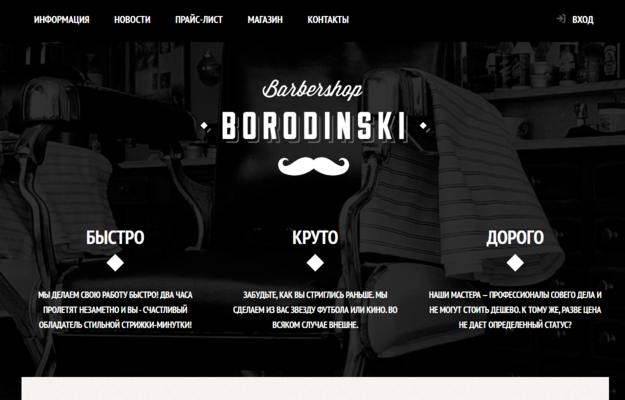 ИНФОРМАЦИЯ НОВОСТИ ПРАЙС-ЛИСТ МАГАЗИН КОНТАКТЫ ВХОД
Barbershop
BORODINSKI
БЫСТРО
МЫ ДЕЛАЕМ СВОЮ РАБОТУ БЫСТРО! ДВА ЧАСА
ПРОЛЕТЯТ НЕЗАМЕТНО И ВЫ - СЧАСТЛИВЫЙ
ОБЛАДАТЕЛЬ СТИЛЬНОЙ СТРИЖКИ-МИНУТКИ!
КРУТО
ЗАБУДЬТЕ, КАК ВЫ СТРИГЛИСЬ РАНЬШЕ. МЫ
СДЕЛАЕМ ИЗ ВАС ЗВЕЗДУ ФУТБОЛА ИЛИ КИНО. ВО
ВСЯКОМ СЛУЧАЕ ВНЕШНЕ.
ДОРОГО
НАШИ МАСТЕРА — ПРОФЕССИОНАЛЫ СОВЕГО ДЕЛА И
НЕ МОГУТ СТОИТЬ ДЕШЕВО. К ТОМУ ЖЕ, РАЗВЕ ЦЕНА
НЕ ДАЕТ ОПРЕДЕЛЕННЫЙ СТАТУС?